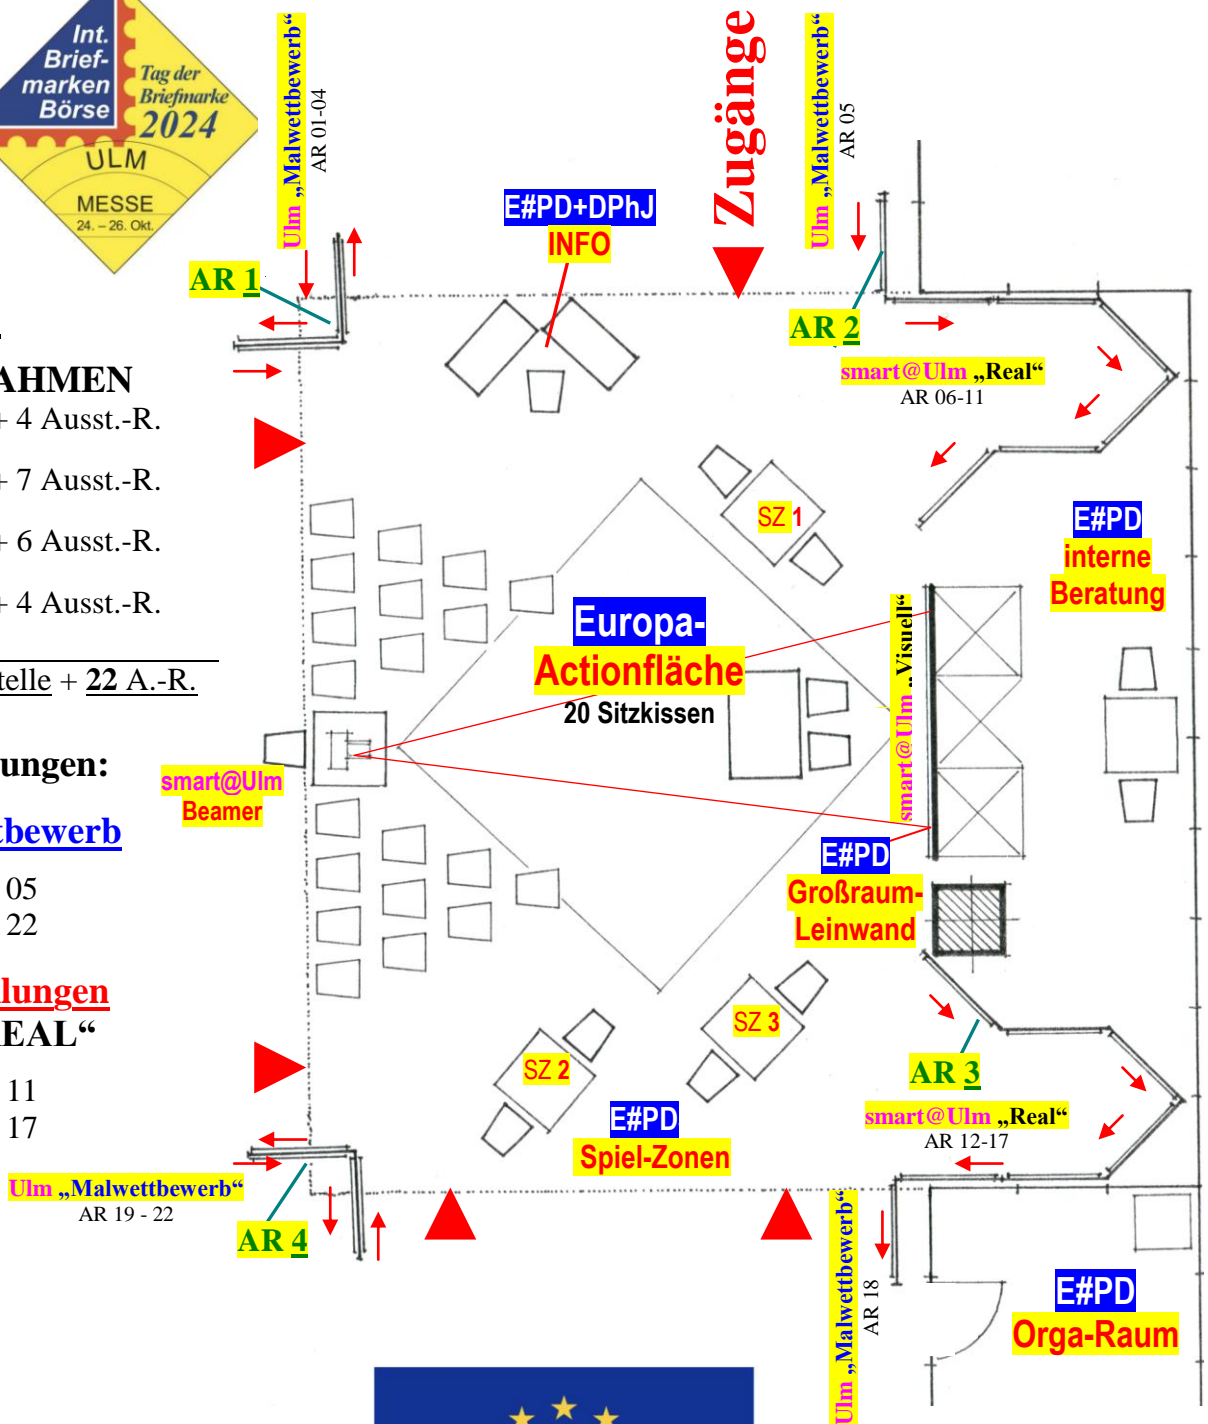 Int.
Brief-
marken
Börse
Tag der
Briefmarke
2024
ULM
MESSE
24. – 26. Okt.
Ulm „Malwettbewerb“
AR 01-04
Zugänge
Ulm „Malwettbewerb“
AR 05
E#PD+DPhJ
INFO
AR 1
AR 2
smart@Ulm „Real“
AR 06-11
AHMEN
+ 4 Ausst.-R.
+ 7 Ausst.-R.
+ 6 Ausst.-R.
+ 4 Ausst.-R.
telle + 22 A.-R.
SZ 1
E#PD
interne
Beratung
Europa-
Actionfläche
20 Sitzkissen
smart@Ulm „Visuell“
smart@Ulm
Beamer
ungen:
tbewerb
05
22
E#PD
Großraum-
Leinwand
lungen
EAL“
11
17
SZ 3
SZ 2
AR 3
smart@Ulm „Real“
AR 12-17
E#PD
Spiel-Zonen
Ulm „Malwettbewerb“
AR 19 - 22
AR 4
Ulm „Malwettbewerb“
AR 18
E#PD
Orga-Raum